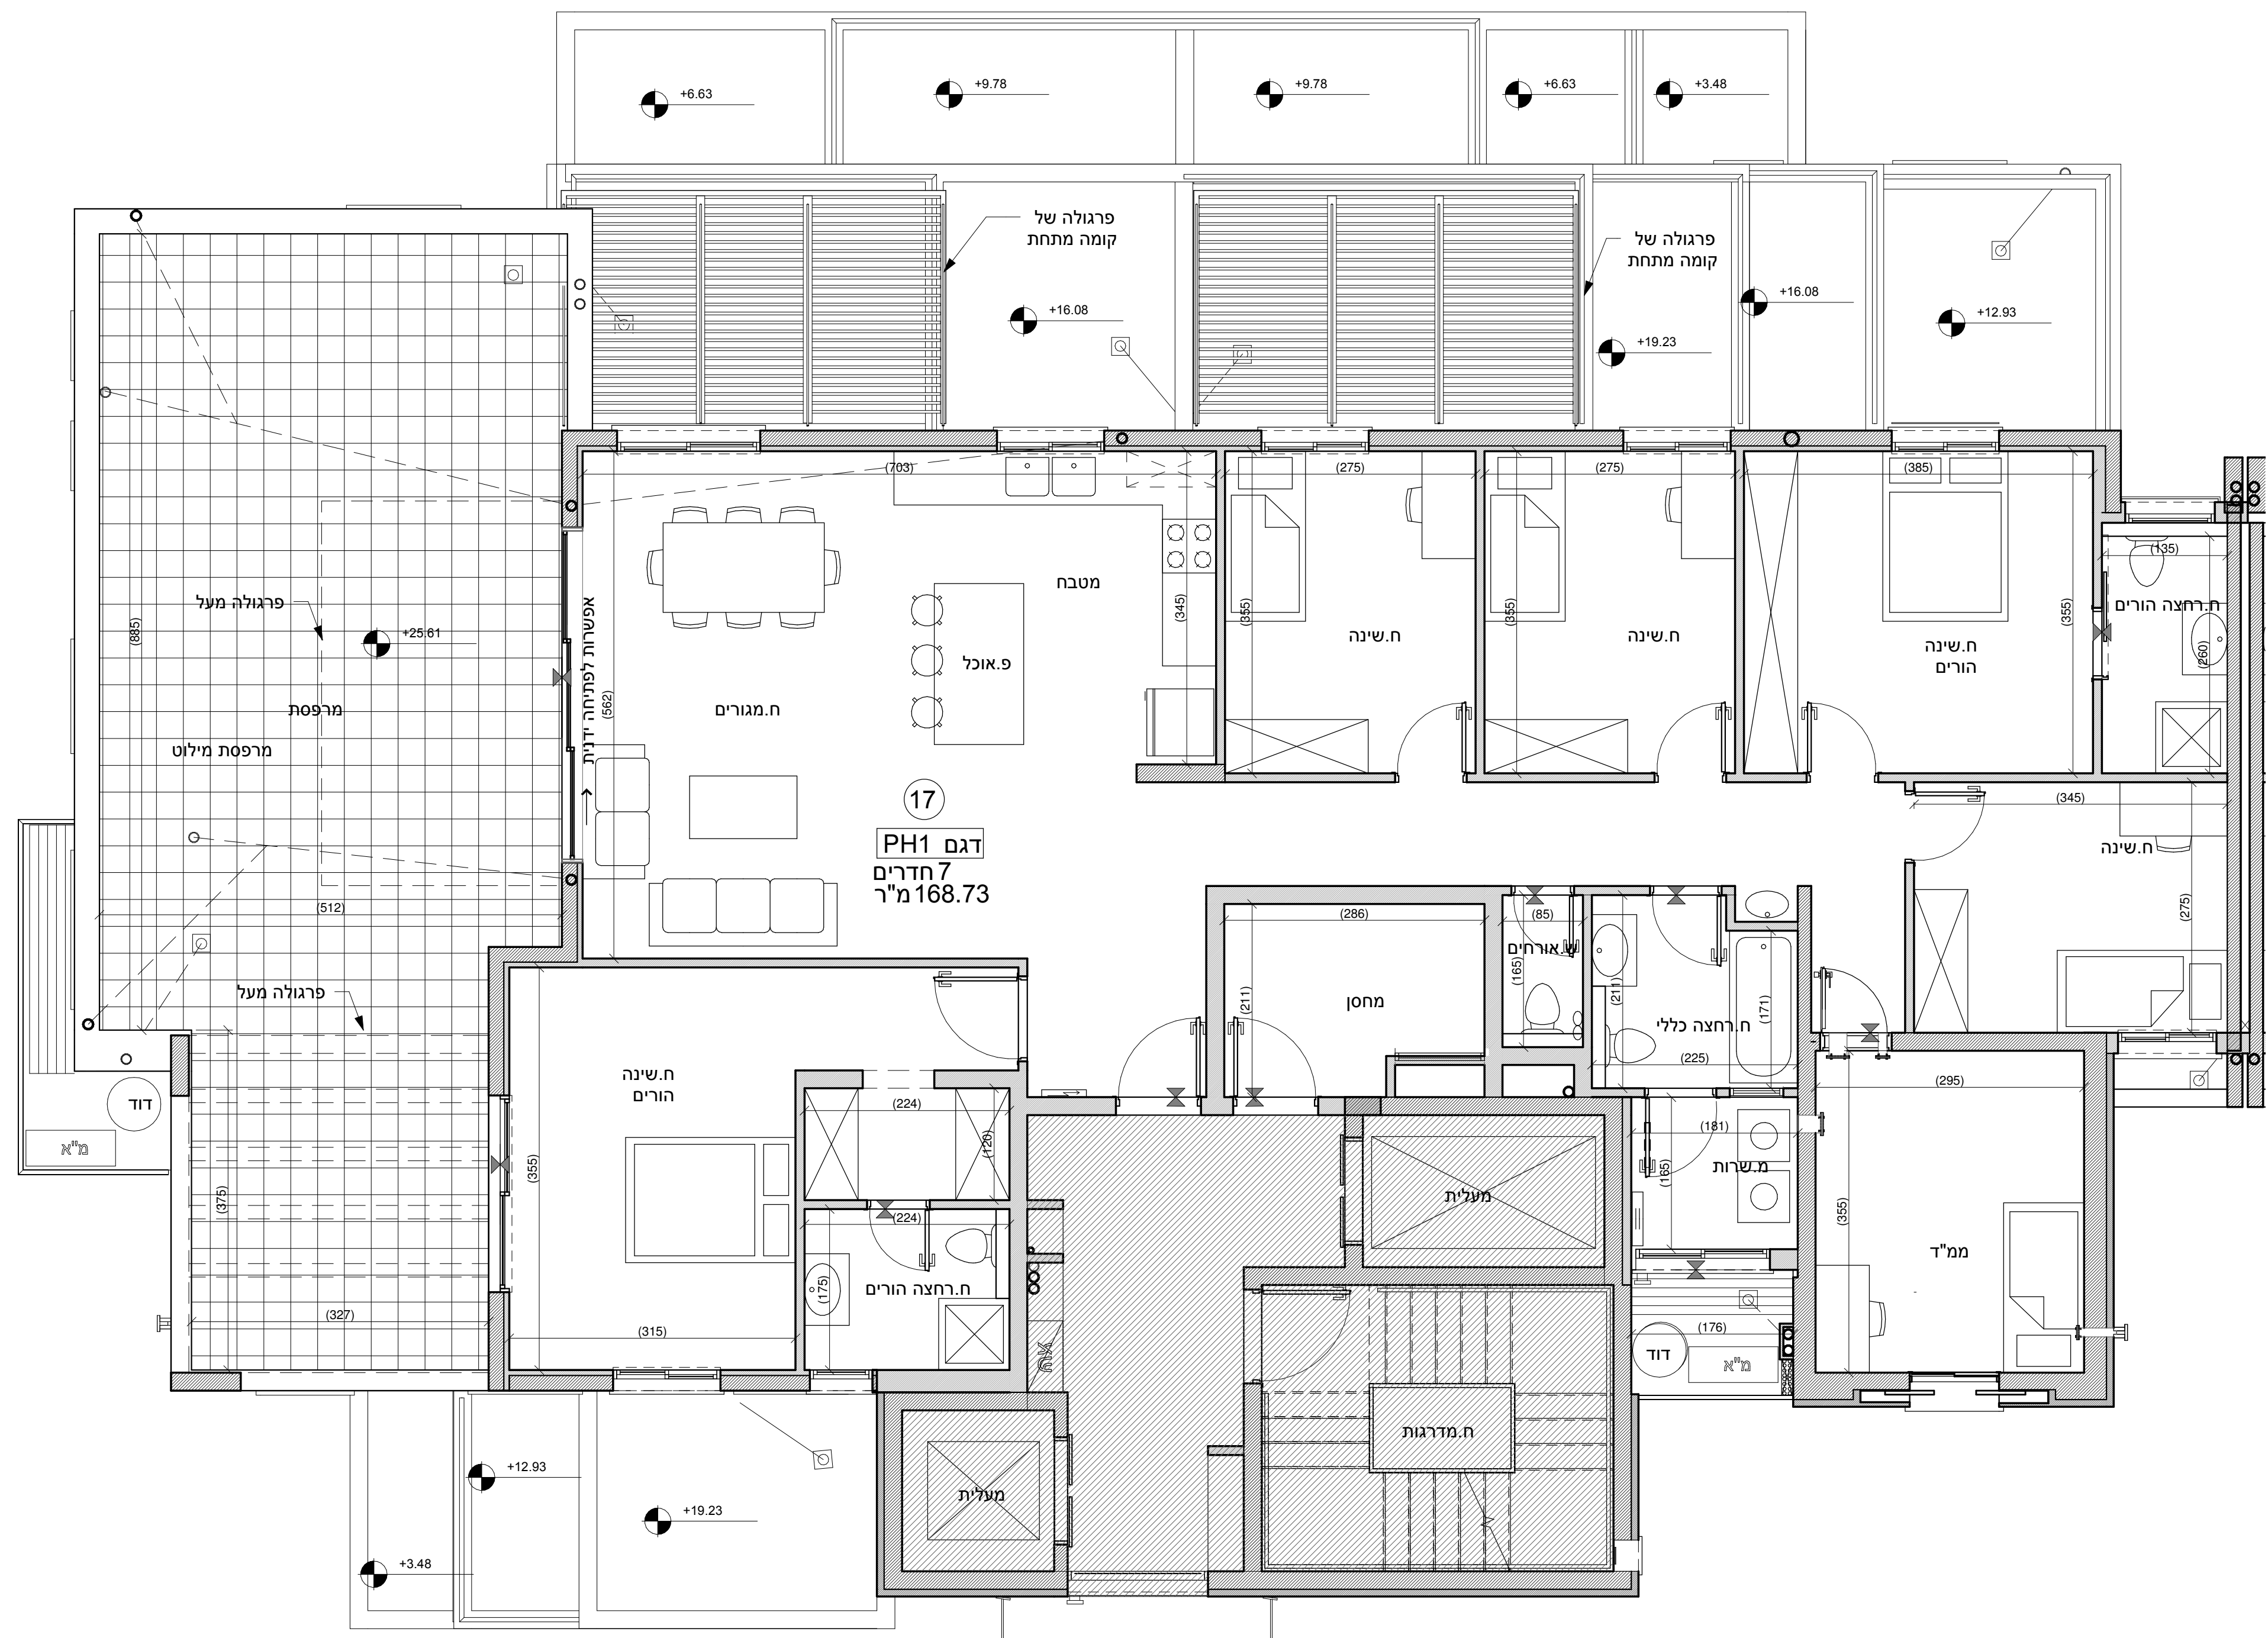 +6.63
+9.78
+9.78
+6.63
+3.48
פרגולה של
קומה מתחת
פרגולה של
קומה מתחת
+16.08
+19.23
+16.08
+12.93
(703)
(275)
(275)
(385)
(135)
ח.רחצה הורים
(260)
(345)
(355)
(355)
(355)
מטבח
פ.אוכל
ח.מגורים
ח.שינה
ח.שינה
ח.שינה
הורים
פרגולה מעל
+25.61
(885)
מרפסת
מרפסת מילוט
אפשרות לפתיחה ידנית
(562)
17
דגם PH1
7 חדרים
168.73 מ"ר
(345)
ח.שינה
(275)
(512)
פרגולה מעל
(286)
(211)
מחסן
(85)
ש.אורחים
(165)
(211)
ח.רחצה כללי
(171)
(225)
(295)
(355)
ממ"ד
ח.שינה
הורים
(355)
(315)
(224)
(120)
(224)
(175)
ח.רחצה הורים
דוד
מ"א
(375)
(327)
מעלית
(181)
(165)
מ.שרות
(176)
דוד
מ"א
ח.מדרגות
מעלית
+12.93
+19.23
+3.48